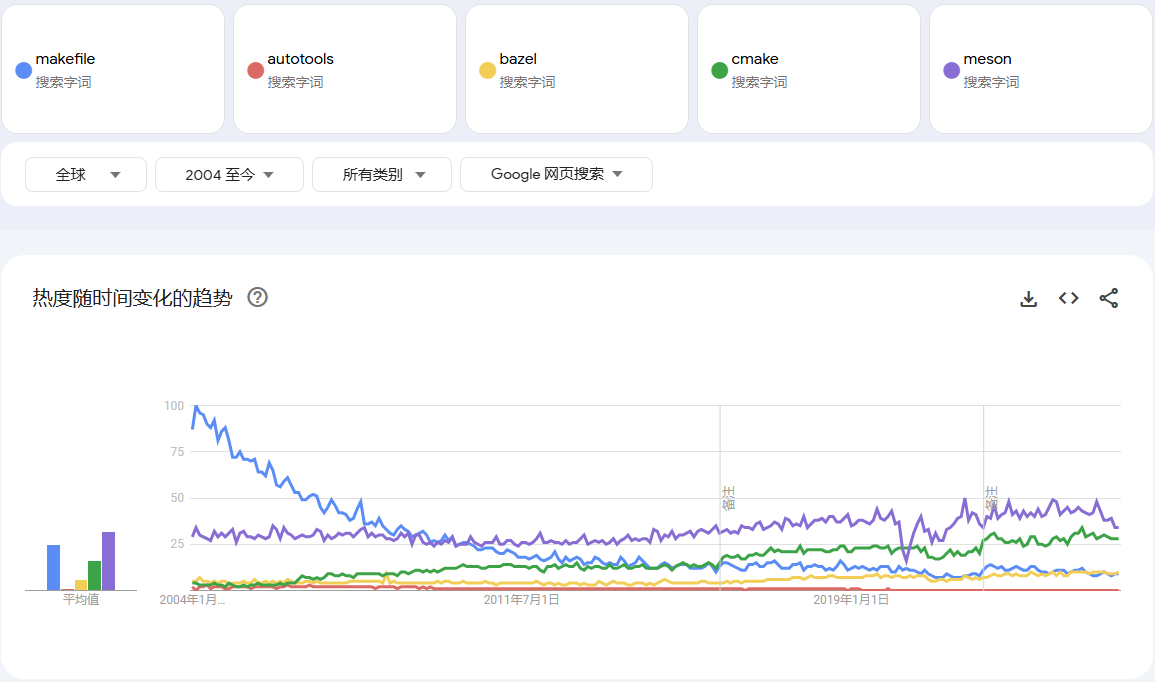 makefile
搜索字词
autotools
搜索字词
bazel
搜索字词
cmake
搜索字词
meson
搜索字词
全球
2004 至今
所有类别
Google 网页搜索
热度随时间变化的趋势
100
75
50
25
备注
备注
平均值
2004年1月…
2011年7月1日
2019年1月1日